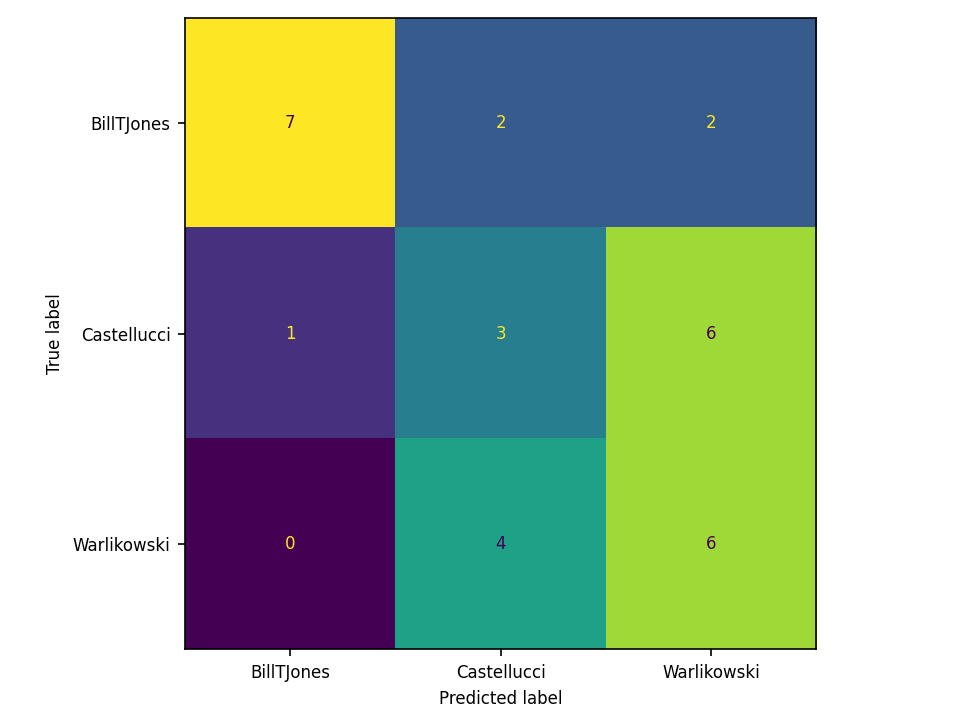 BillTJones 7 2 2
Castellucci 1 3 6
Warlikowski 0 4 6
BillTJones Castellucci Warlikowski
Predicted label
True label